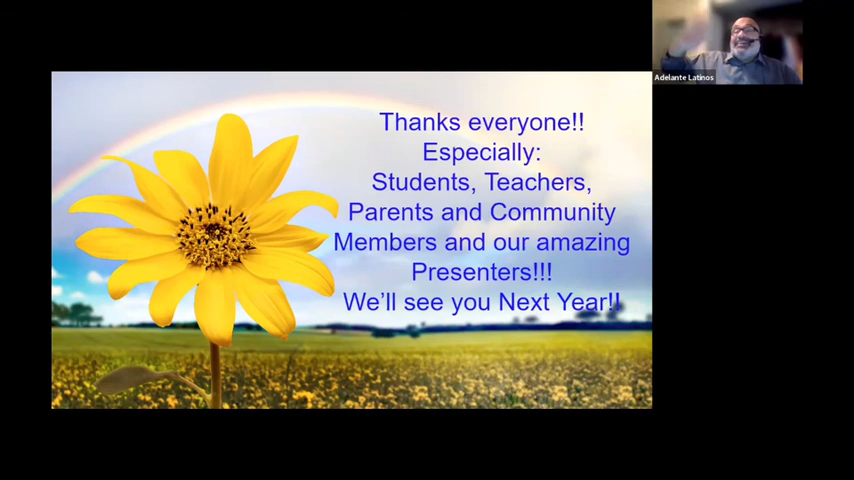 Adelante Latinos
Thanks everyone!!
Especially:
Students, Teachers,
Parents and Community
Members and our amazing
Presenters!!!
We’ll see you Next Year!!